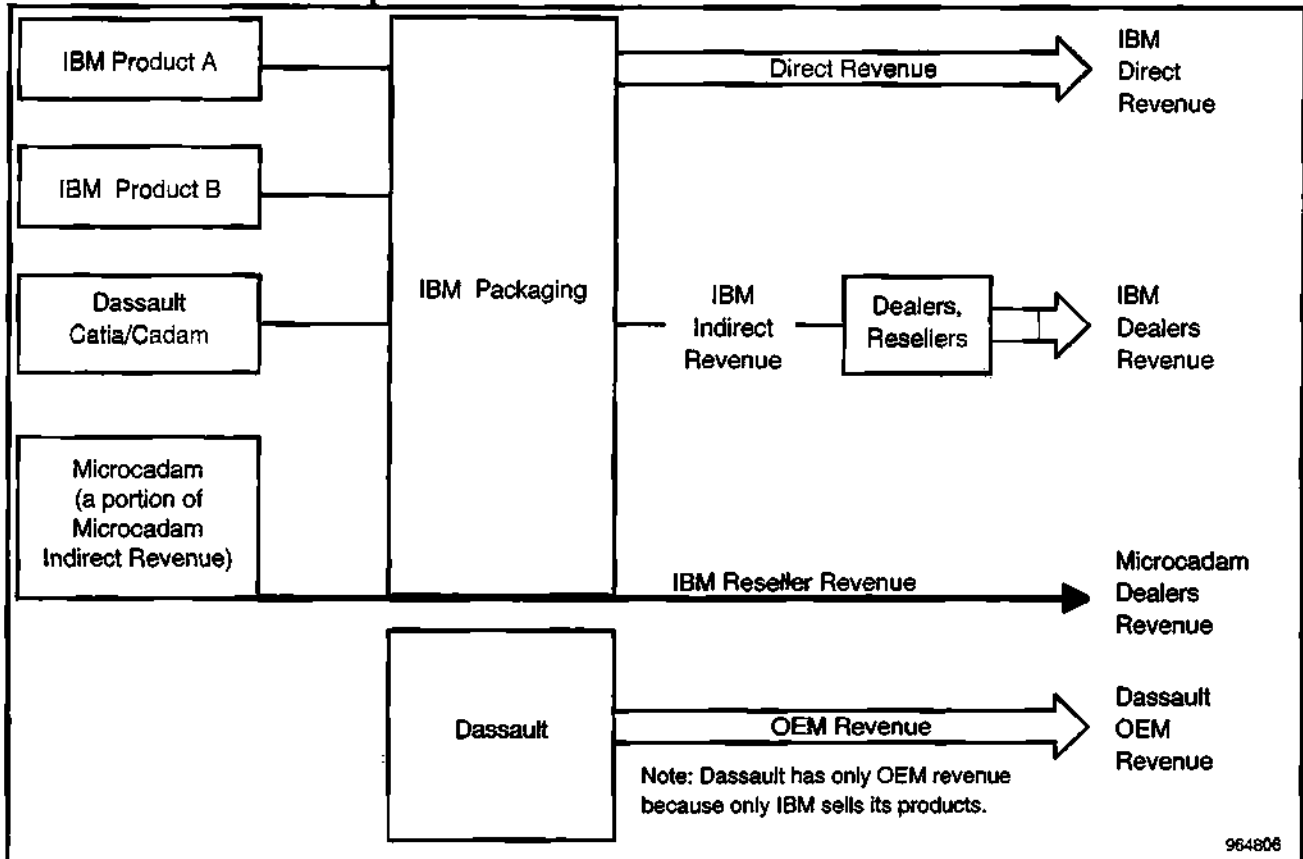 IBM Product A
IBM Product B
Dassault
Catia/Cadam
Microcadam
(a portion of
Microcadam
Indirect Revenue)
IBM Packaging
Direct Revenue
IBM
Direct
Revenue
IBM
Indirect
Revenue
Dealers,
Resellers
IBM
Dealers
Revenue
IBM Reseller Revenue
Microcadam
Dealers
Revenue
Dassault
OEM Revenue
Dassault
OEM
Revenue
Note: Dassault has only OEM revenue
because only IBM sells its products.
964806